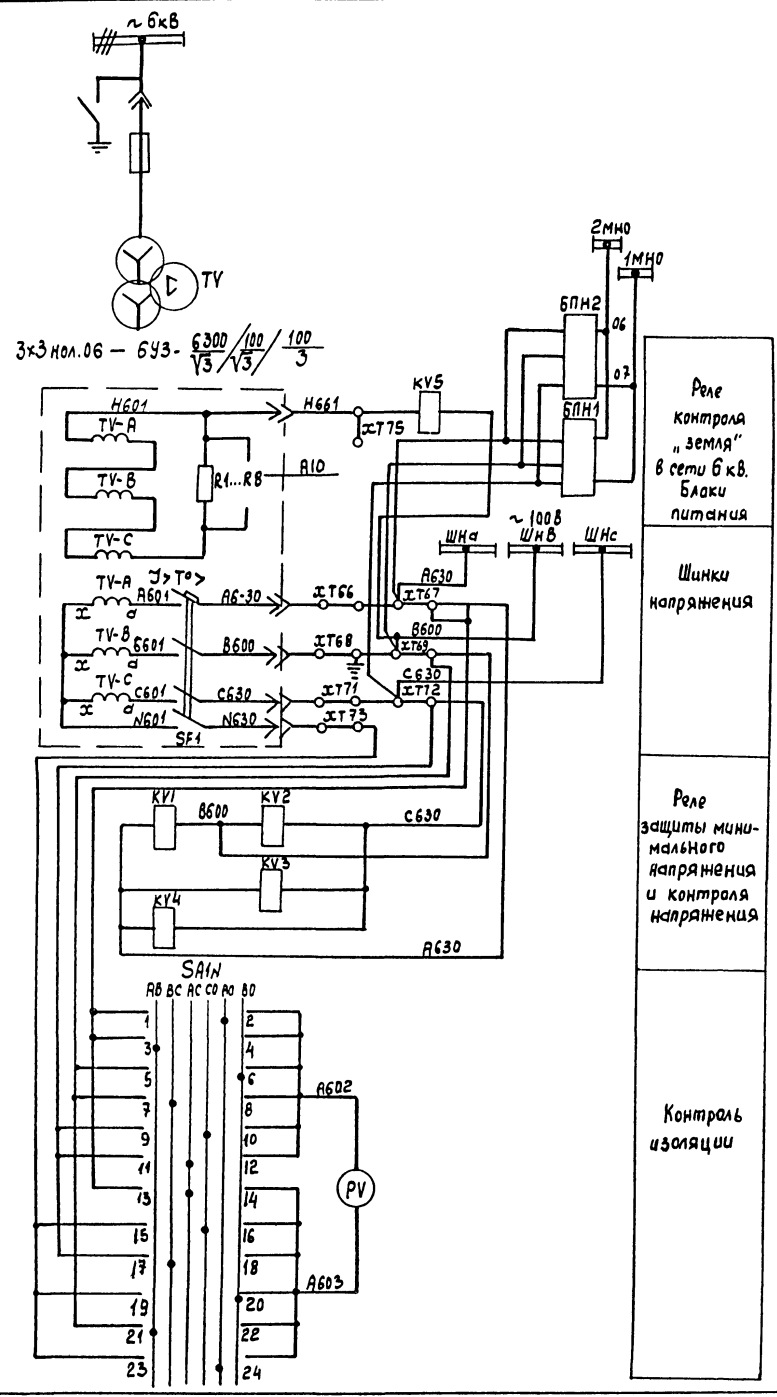 ~ 6кВ
TV
3х3 нол.06 – 6У3- 6300/√3 / 100/√3 / 100/3
2МНО
1МНО
БПН2
06
07
БПН1
KV5
H601
H661
XT75
TV-A
TV-B
TV-C
R1...R8
A10
~100В
ШНа
ШнВ
ШНс
TV-A
A601
I> T°>
A6-30
XT66
XT67
A630
x
a
TV-B
Б601
B600
XT68
XT69
B600
x
a
TV-C
C601
C630
XT71
XT72
C630
x
a
N601
SF1
N630
XT73
KV1
B600
KV2
C630
KV3
KV4
A630
SA1N
AB BC AC CO AO BO
1 2
3 4
5 6
7 8
9 10
11 12
13 14
15 16
17 18
19 20
21 22
23 24
A602
PV
A603
Реле
контроля
„земля"
в сети 6 кв.
Блоки
питания
Шинки
напряжения
Реле
защиты мини-
мального
напряжения
и контроля
напряжения
Контроль
изоляции